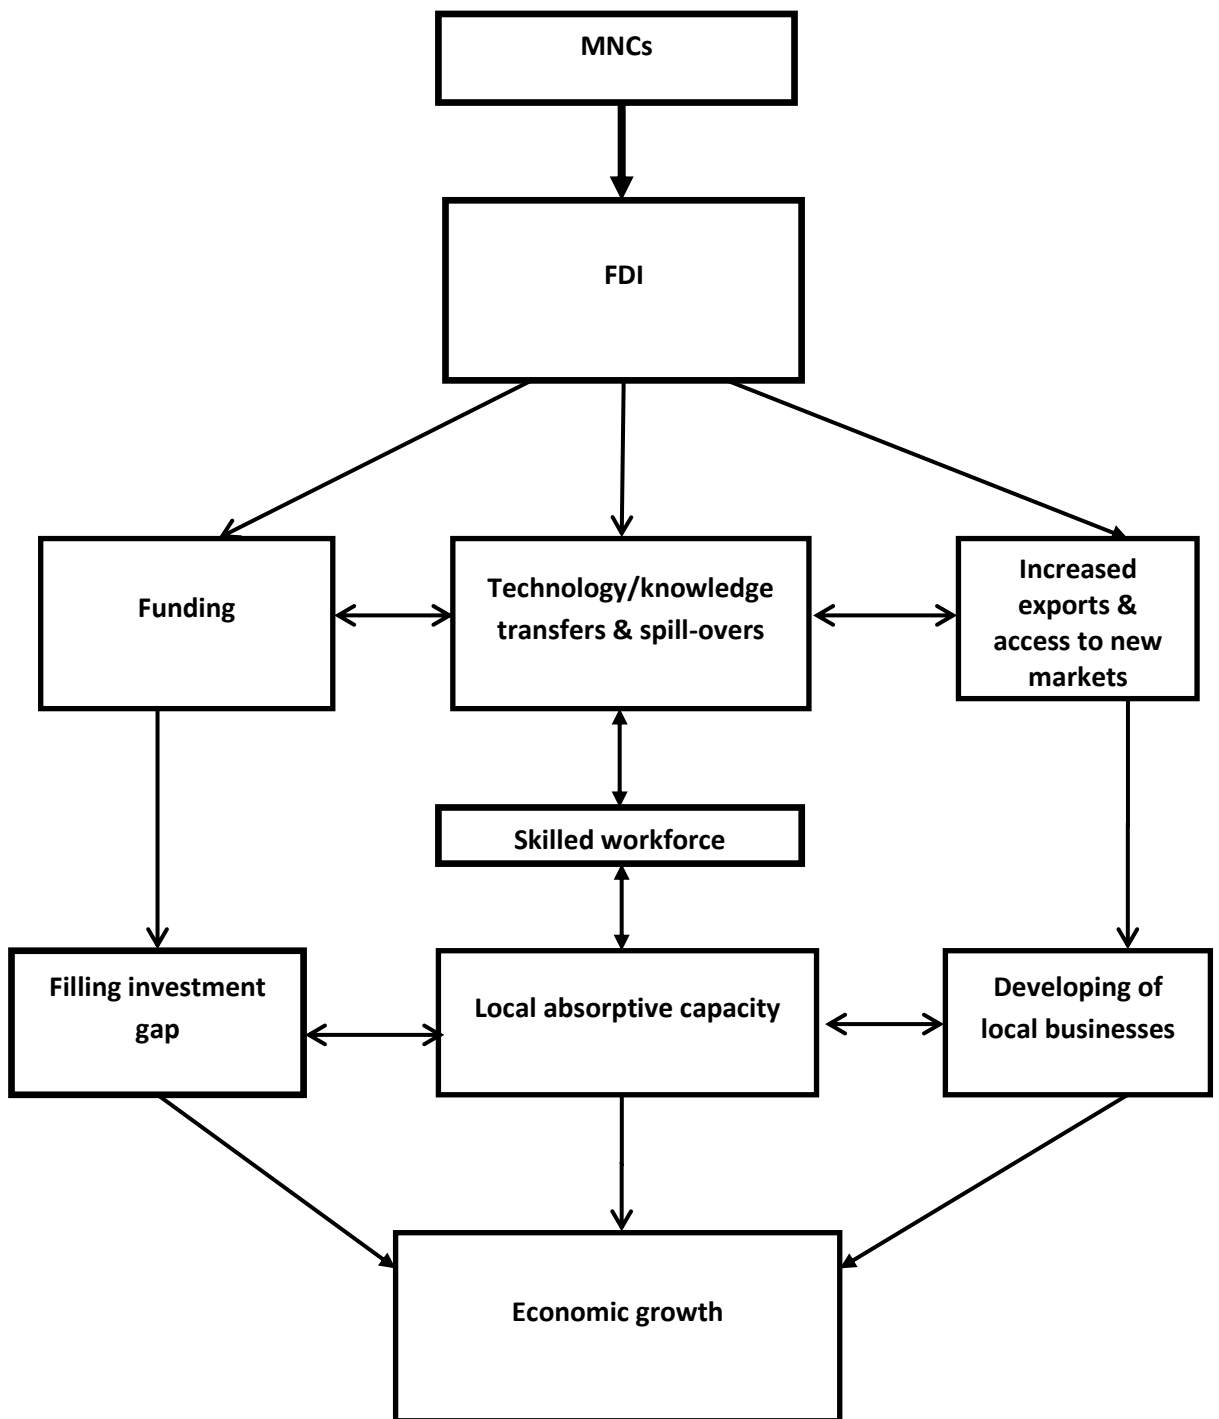 MNCs
FDI
Funding
Technology/knowledge
transfers & spill-overs
Increased
exports &
access to new
markets
Skilled workforce
Filling investment
gap
Local absorptive capacity
Developing of
local businesses
Economic growth